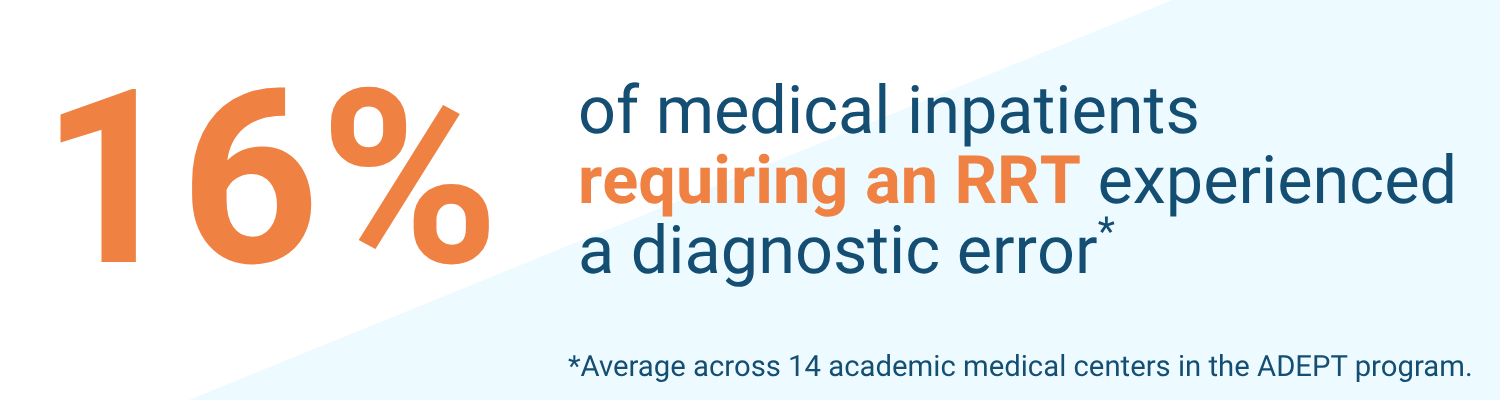 16%
of medical inpatients
requiring an RRT experienced
a diagnostic error*
*Average across 14 academic medical centers in the ADEPT program.